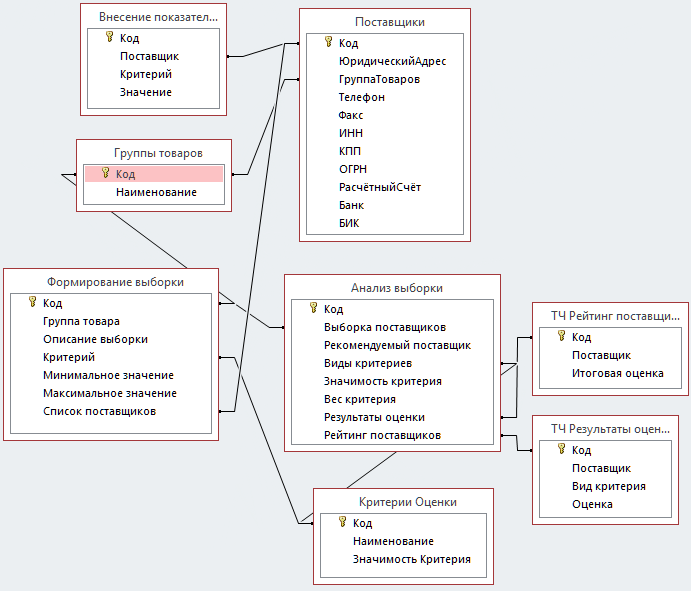 Внесение показател...
Код
Поставщик
Критерий
Значение
Поставщики
Код
ЮридическийАдрес
ГруппаТоваров
Телефон
Факс
ИНН
КПП
ОГРН
РасчётныйСчёт
Банк
БИК
Группы товаров
Код
Наименование
Формирование выборки
Код
Группа товара
Описание выборки
Критерий
Минимальное значение
Максимальное значение
Список поставщиков
Анализ выборки
Код
Выборка поставщиков
Рекомендуемый поставщик
Виды критериев
Значимость критерия
Вес критерия
Результаты оценки
Рейтинг поставщиков
ТЧ Рейтинг поставщи...
Код
Поставщик
Итоговая оценка
ТЧ Результаты оцен...
Код
Поставщик
Вид критерия
Оценка
Критерии Оценки
Код
Наименование
Значимость Критерия